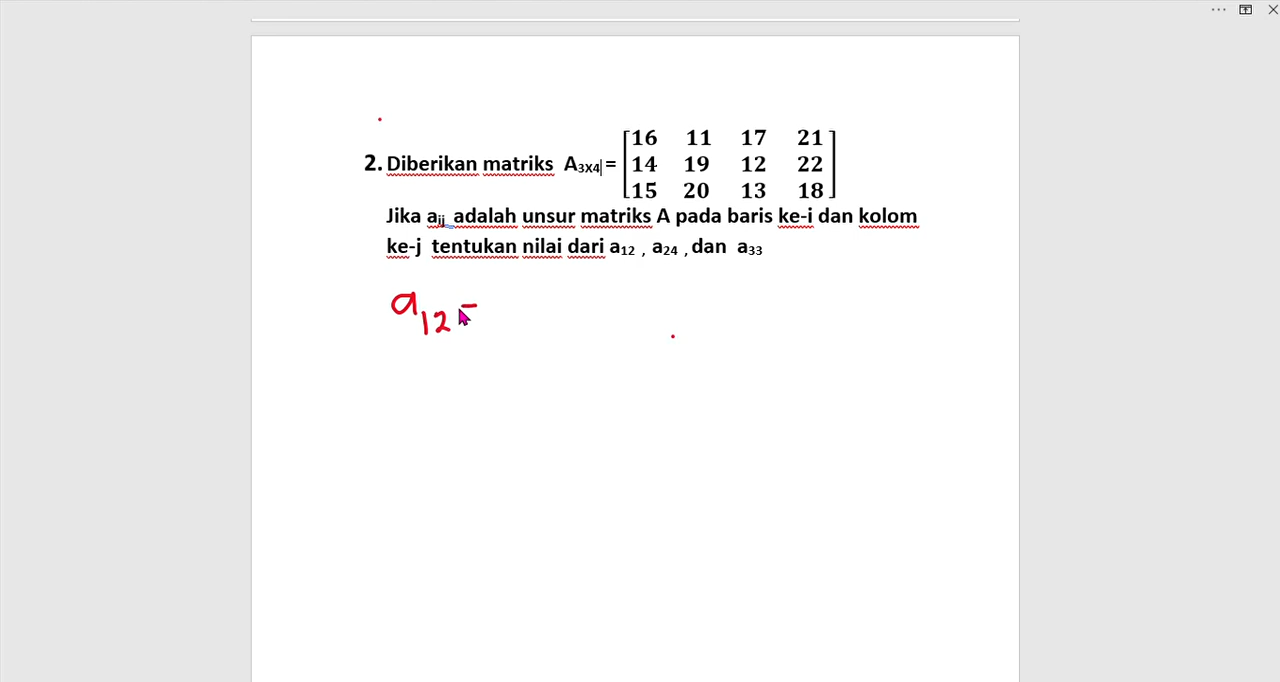 16 11 17 21
2. Diberikan matriks A3X4 = 14 19 12 22
15 20 13 18
Jika aij adalah unsur matriks A pada baris ke-i dan kolom
ke-j tentukan nilai dari a12 , a24 , dan a33
a12 =